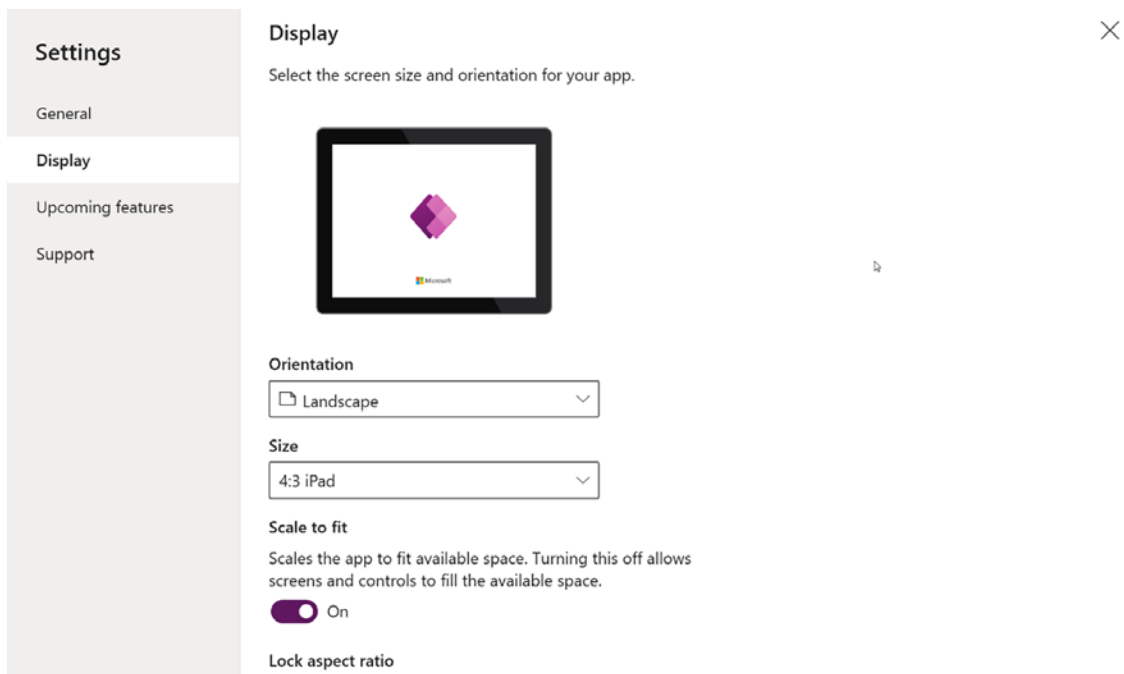 Settings
General
Display
Upcoming features
Support
Display
Select the screen size and orientation for your app.
Microsoft
Orientation
Landscape
Size
4:3 iPad
Scale to fit
Scales the app to fit available space. Turning this off allows
screens and controls to fill the available space.
On
Lock aspect ratio